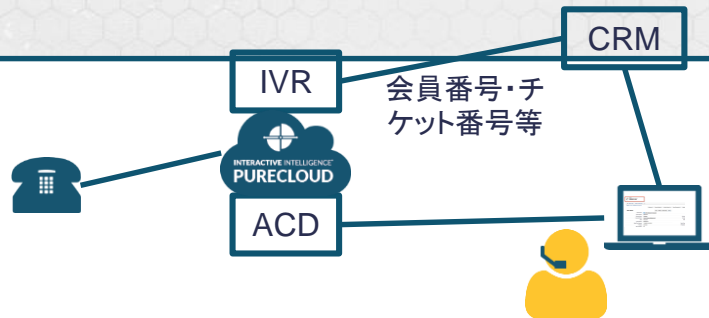 CRM
IVR
会員番号・チ
ケット番号等
INTERACTIVE INTELLIGENCE
PURECLOUD
ACD